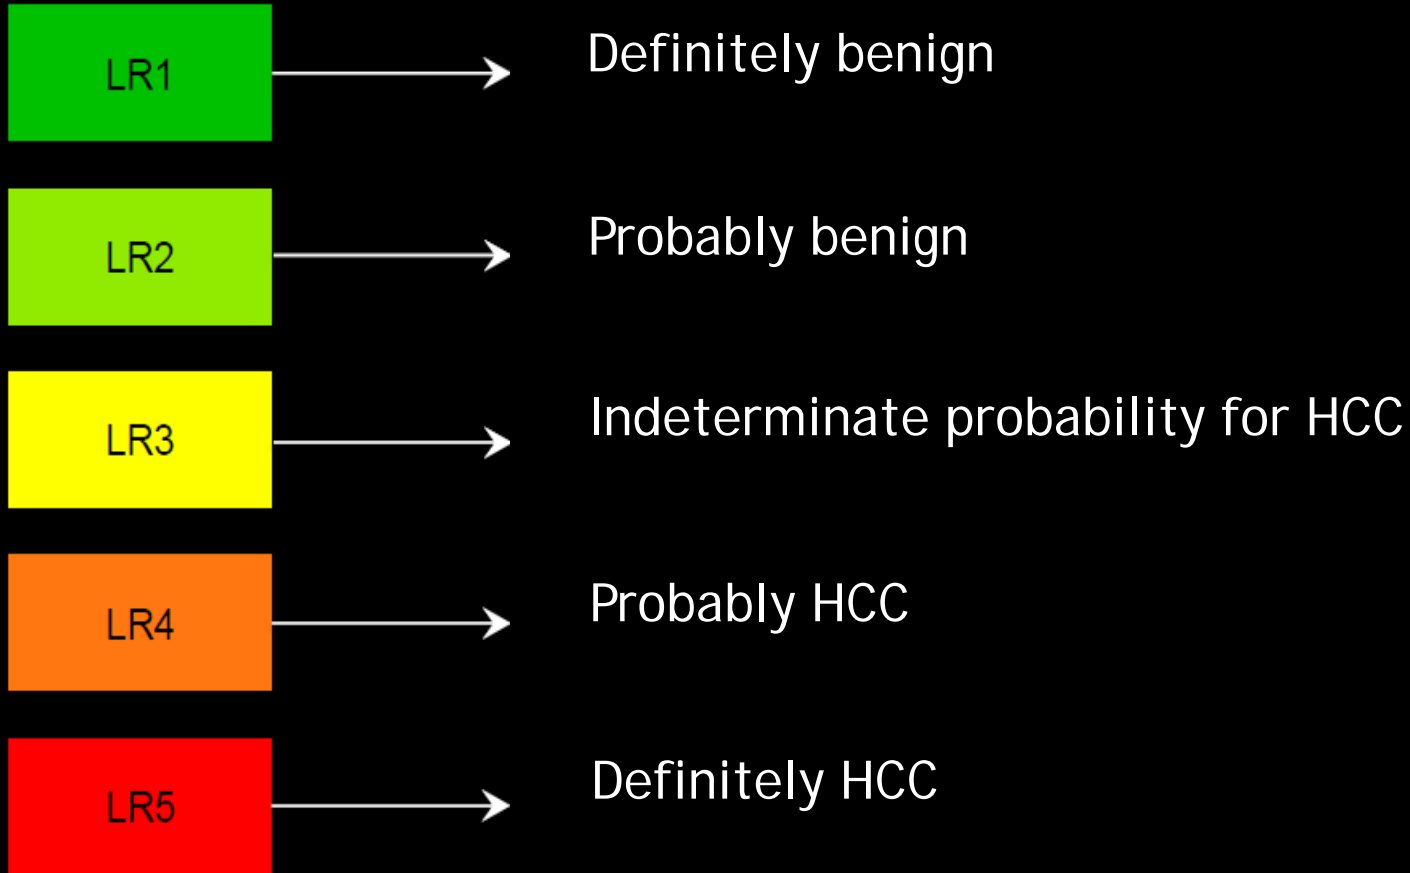 LR1 Definitely benign
LR2 Probably benign
LR3 Indeterminate probability for HCC
LR4 Probably HCC
LR5 Definitely HCC